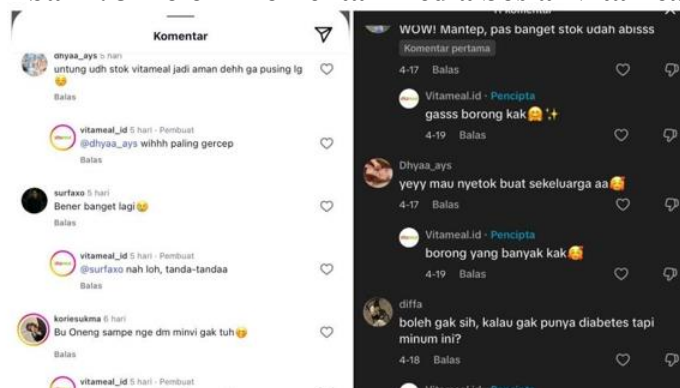 Komentar
dhyaa_ays 5 hari
untung udh stok vitameal jadi aman dehh ga pusing lg
Balas
vitameal_id 5 hari · Pembuat
@dhyaa_ays wihhh paling gercep
Balas
surfaxo 5 hari
Bener banget lagi
Balas
vitameal_id 5 hari · Pembuat
@surfaxo nah loh, tanda-tandaa
Balas
koriesukma 6 hari
Bu Oneng sampe nge dm minvi gak tuh
Balas
vitameal_id 5 hari · Pembuat
WOW! Mantep, pas banget stok udah abisss
Komentar pertama
4-17 Balas
Vitameal.id · Pencipta
gasss borong kak🤗✨
4-19 Balas
Dhyaa_ays
yeyy mau nyetok buat sekeluarga aa🥰
4-17 Balas
Vitameal.id · Pencipta
borong yang banyak kak🥰
4-19 Balas
diffa
boleh gak sih, kalau gak punya diabetes tapi
minum ini?
4-18 Balas